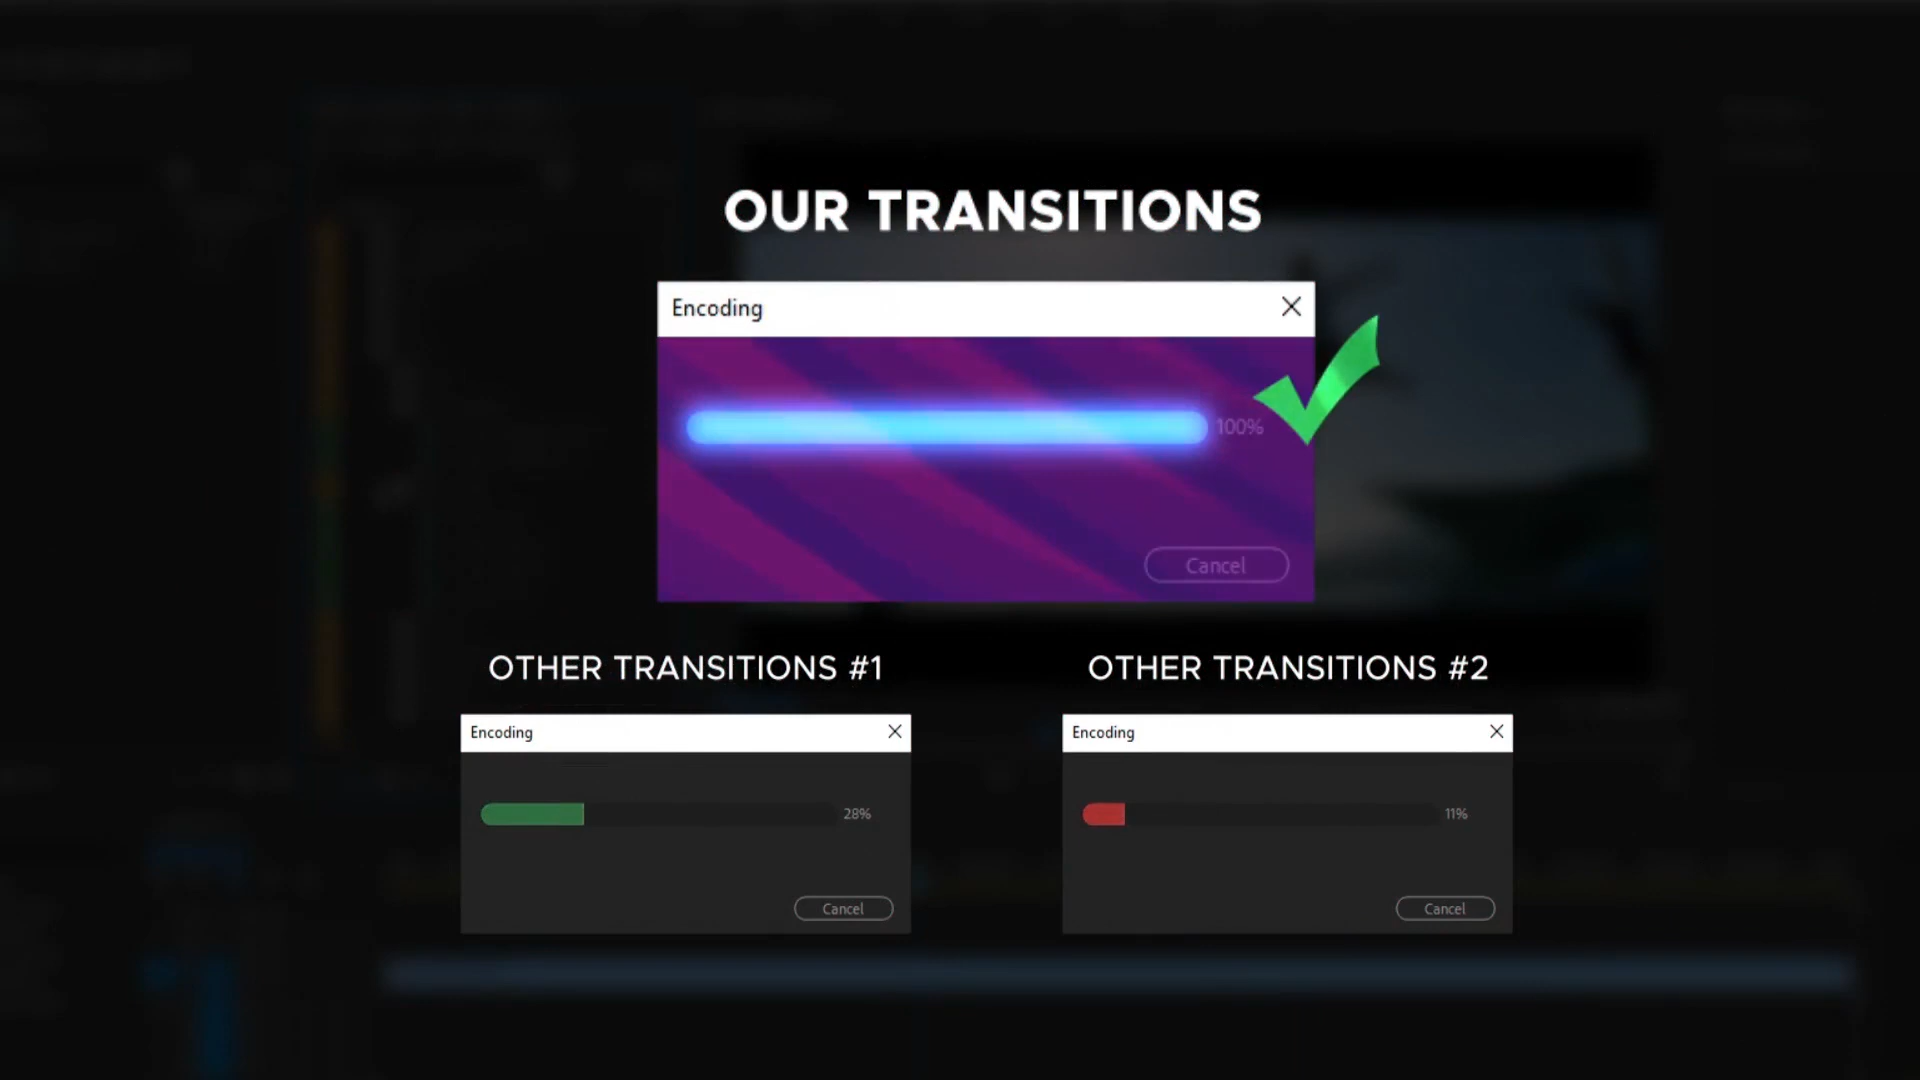 OUR TRANSITIONS
Encoding
100%
Cancel
OTHER TRANSITIONS #1
Encoding
28%
Cancel
OTHER TRANSITIONS #2
Encoding
11%
Cancel